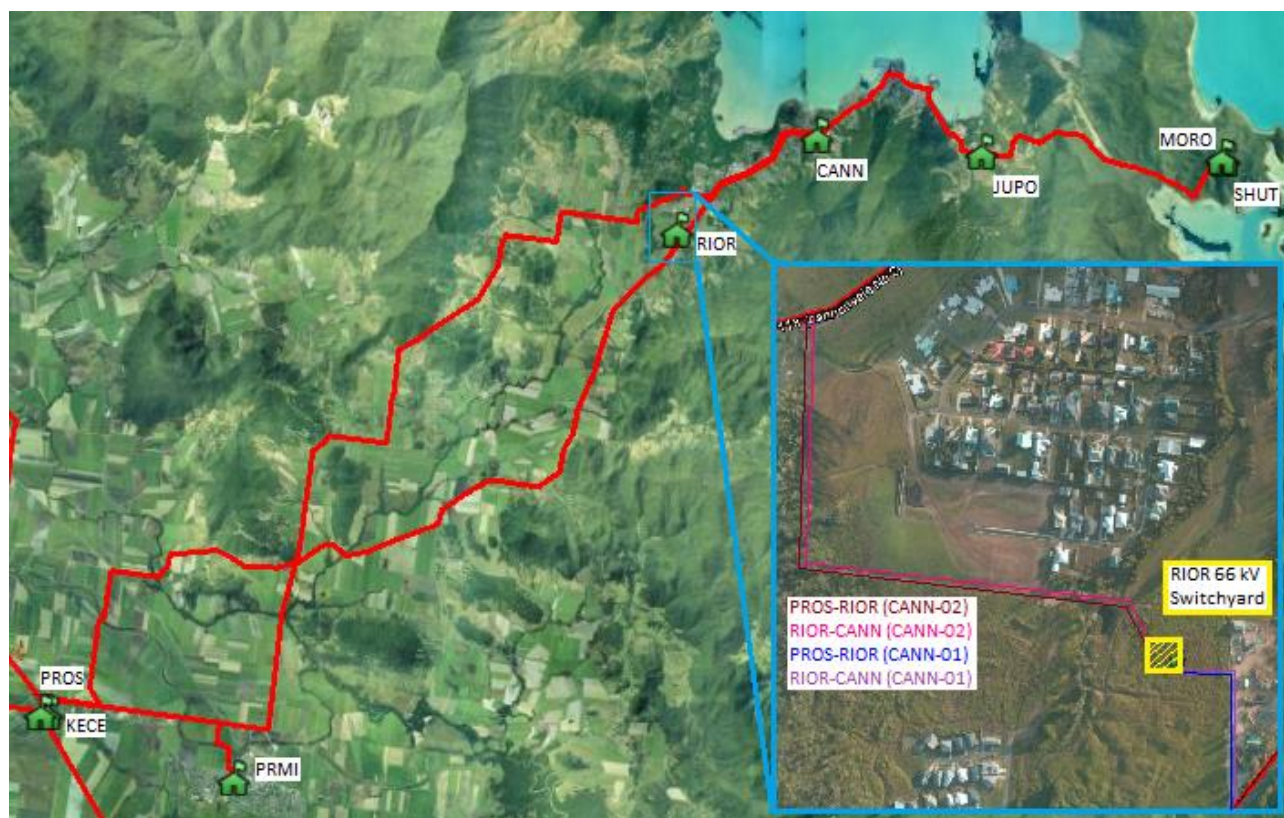 MORO
CANN
JUPO
SHUT
RIOR
RIOR 66 kV
Switchyard
PROS-RIOR (CANN-02)
RIOR-CANN (CANN-02)
PROS-RIOR (CANN-01)
RIOR-CANN (CANN-01)
PROS
KECE
PRMI